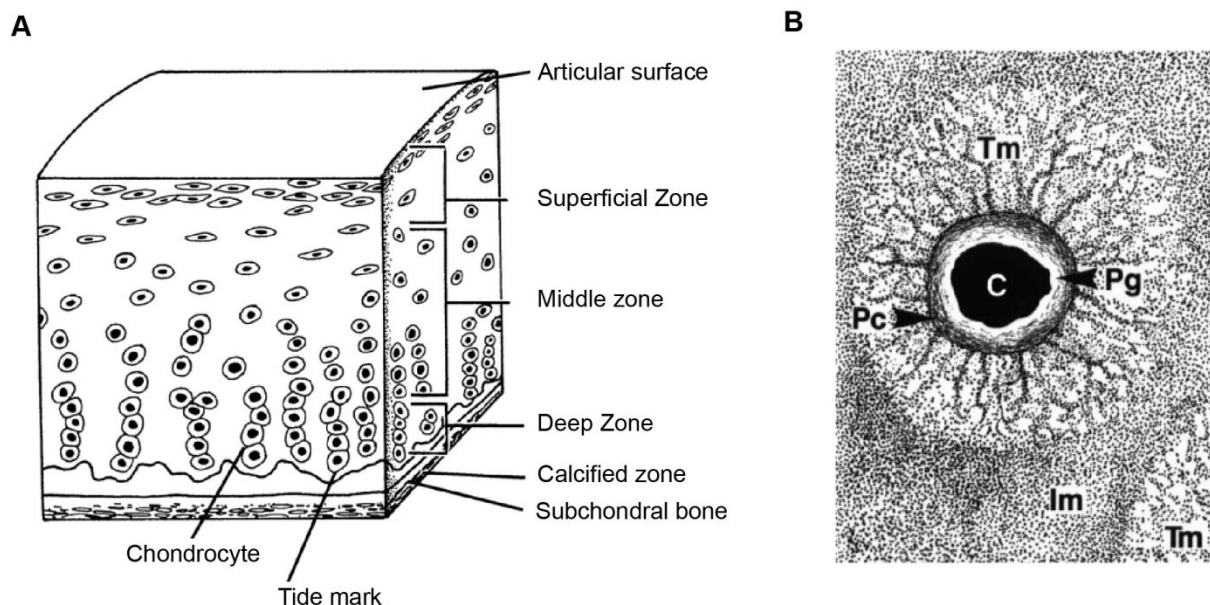 A
Articular surface
Superficial Zone
Middle zone
Deep Zone
Calcified zone
Subchondral bone
Chondrocyte
Tide mark
B
Tm
C
Pg
Pc
Im
Tm